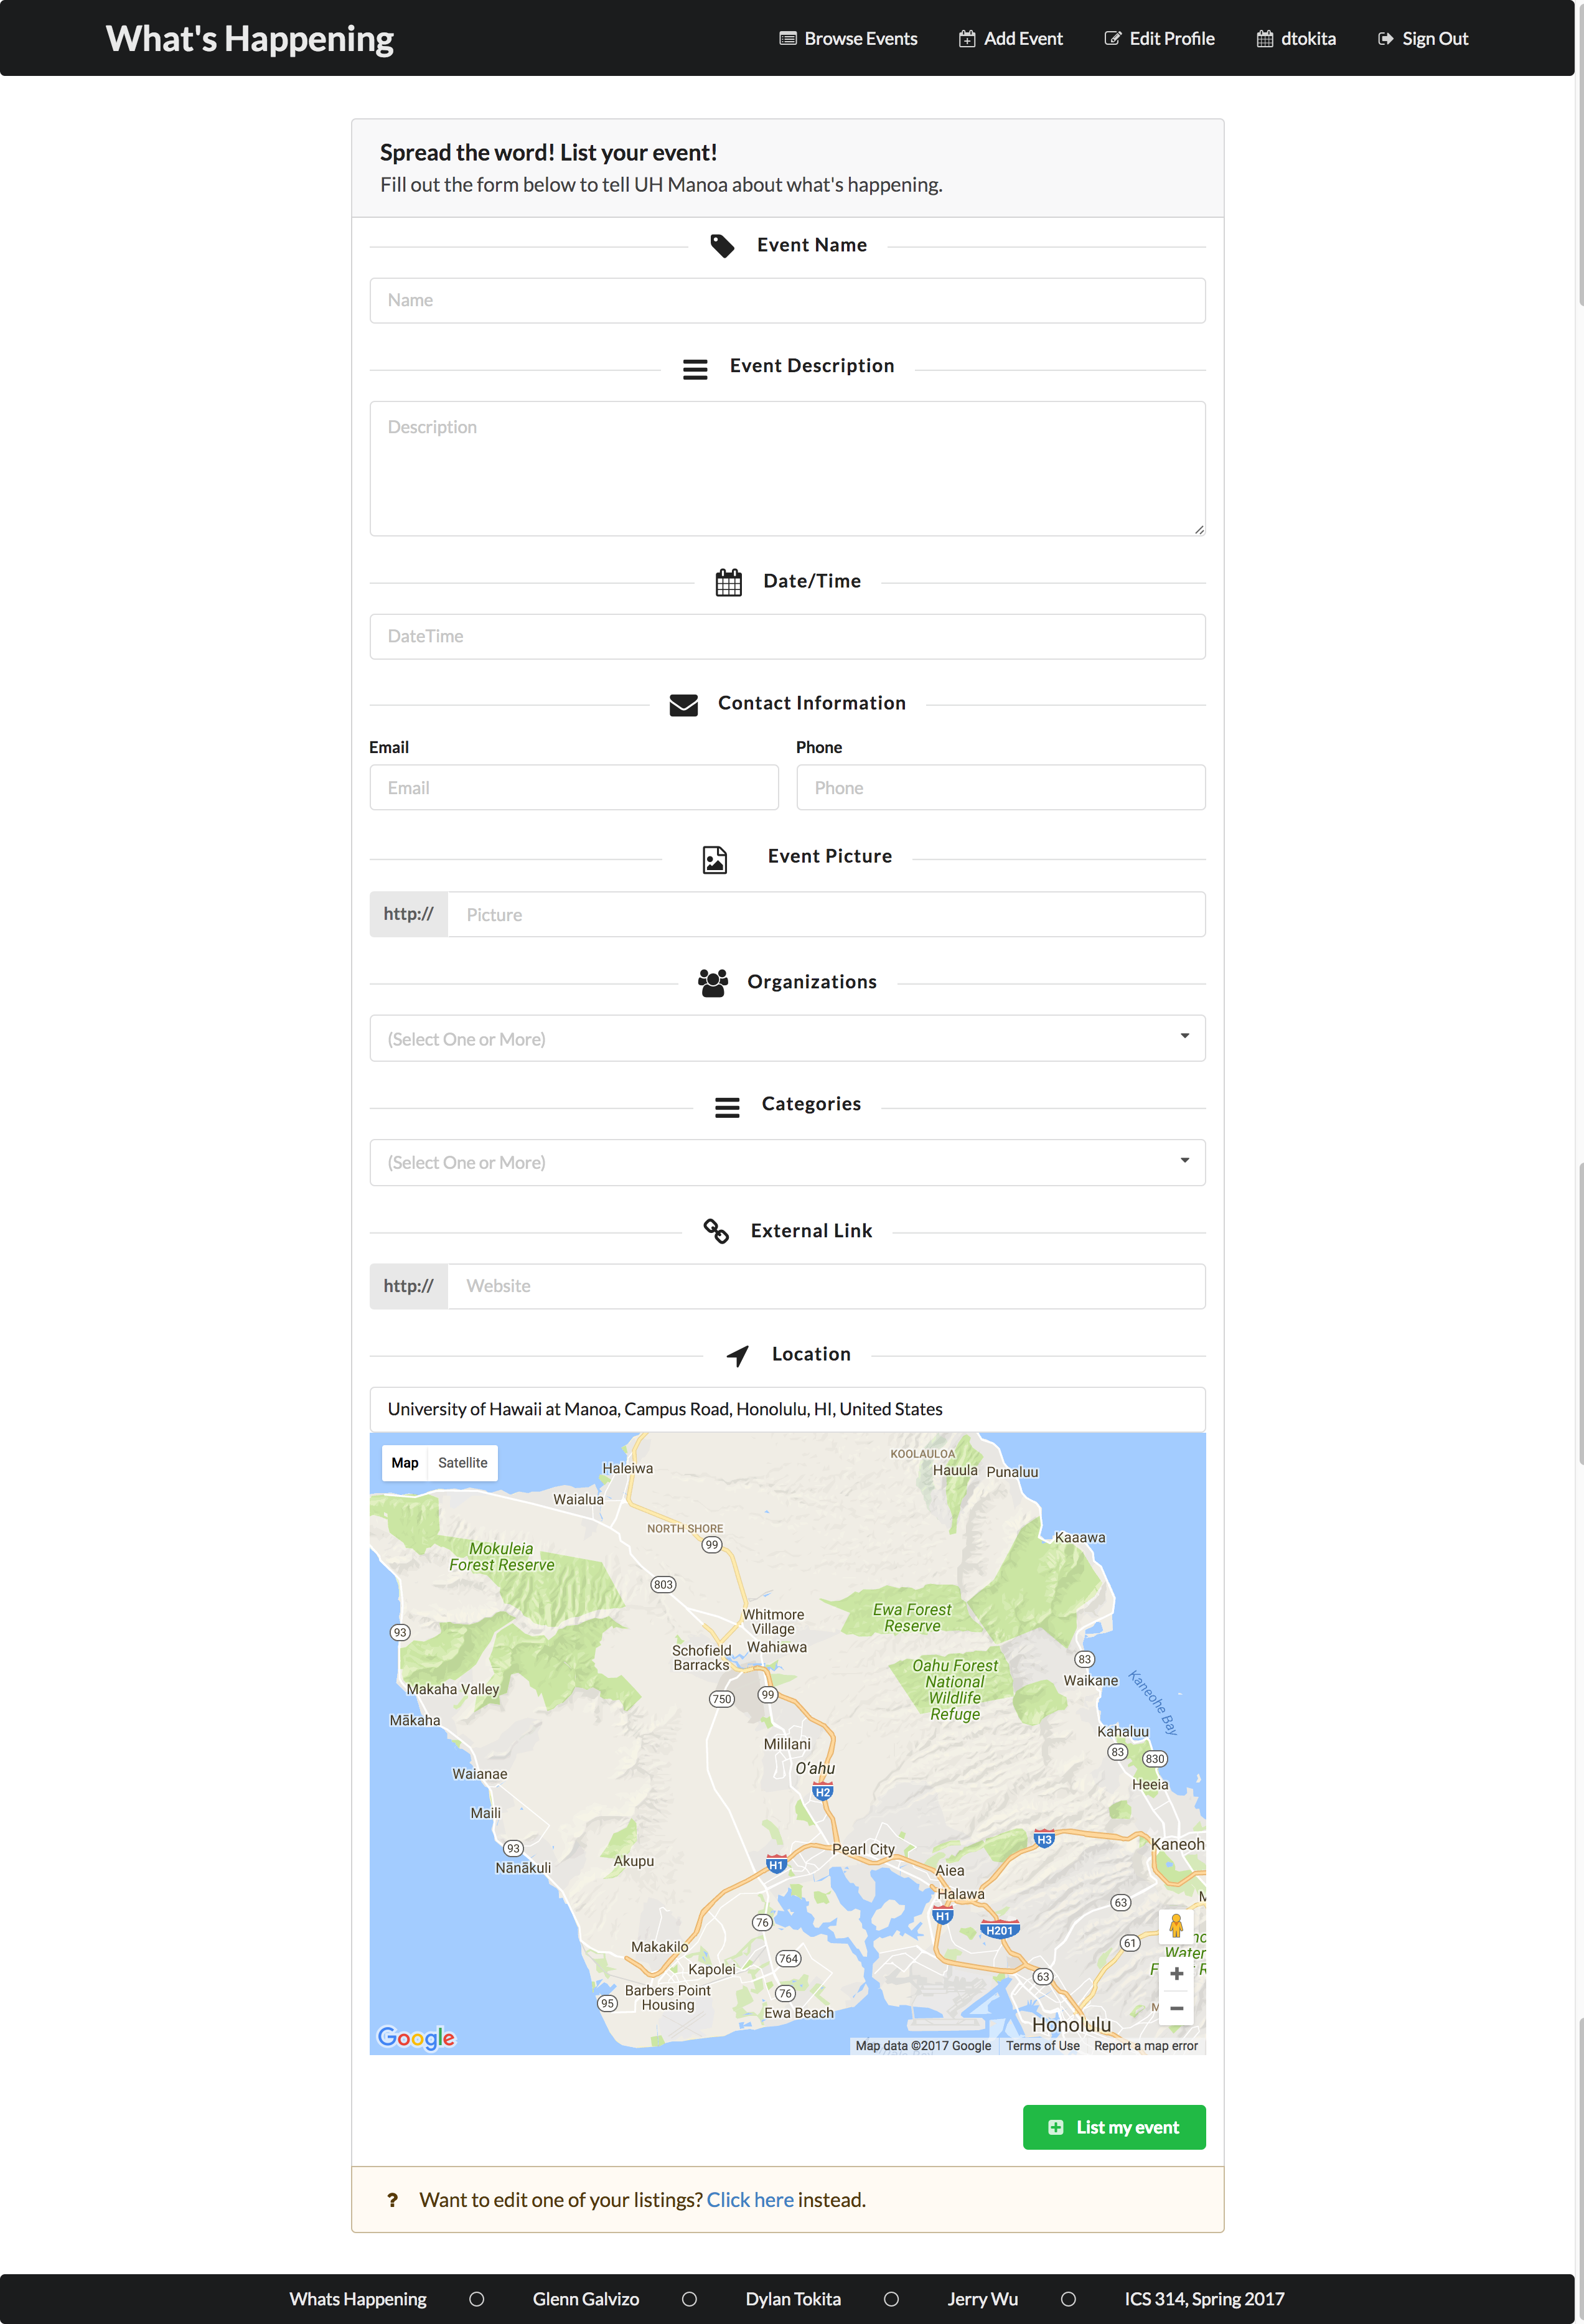 What's Happening
Browse Events
Add Event
Edit Profile
dtokita
Sign Out
Spread the word! List your event!
Fill out the form below to tell UH Manoa about what's happening.
Event Name
Name
Event Description
Description
Date/Time
DateTime
Contact Information
Email
Phone
Email
Phone
Event Picture
http://
Picture
Organizations
(Select One or More)
Categories
(Select One or More)
External Link
http://
Website
Location
University of Hawaii at Manoa, Campus Road, Honolulu, HI, United States
Map
Satellite
KOOLAULOA
Haleiwa
Hauula
Punaluu
Waialua
NORTH SHORE
99
Kaaawa
Mokuleia
Forest Reserve
803
Ewa Forest
Reserve
Whitmore
Village
93
Wahiawa
Schofield
Barracks
83
Oahu Forest
National
Wildlife
Refuge
Waikane
Kaneohe Bay
Makaha Valley
750
99
Mākaha
Kahaluu
Mililani
83
830
O'ahu
Waianae
Heeia
H2
Maili
H3
93
Pearl City
Kaneoh
Akupu
H1
Nānākuli
Aiea
Halawa
63
H1
76
H201
61
Makakilo
764
Water
Kapolei
63
Barbers Point
Housing
76
95
Ewa Beach
Honolulu
Google
Map data ©2017 Google
Terms of Use
Report a map error
List my event
? Want to edit one of your listings? Click here instead.
Whats Happening
Glenn Galvizo
Dylan Tokita
Jerry Wu
ICS 314, Spring 2017